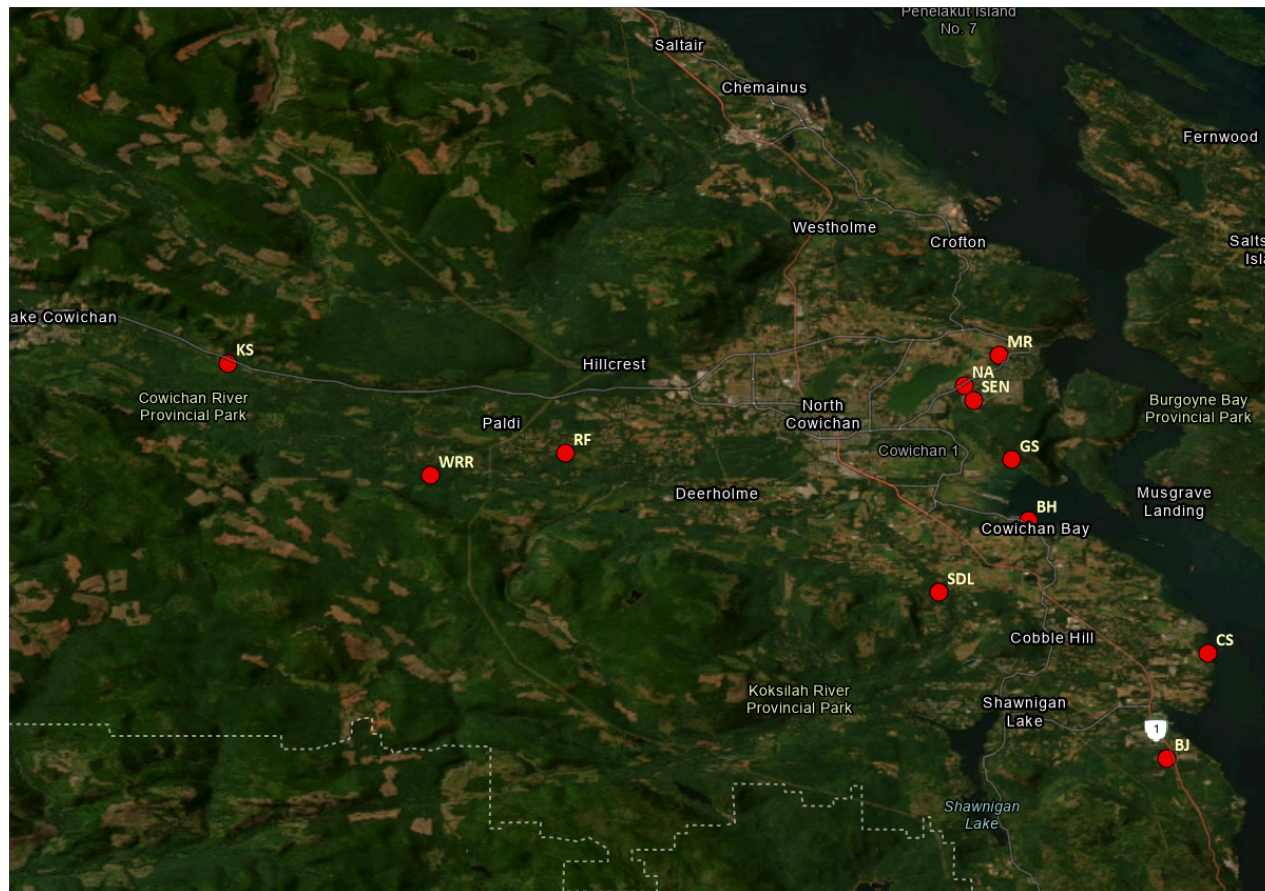 Penelakut Island
No. 7
Saltair
Chemainus
Fernwood
Westholme
Crofton
Salts
Isla
ake Cowichan
KS
MR
Hillcrest
NA
SEN
Cowichan River
Provincial Park
North
Cowichan
Burgoyne Bay
Provincial Park
Paldi
RF
Cowichan 1
GS
WRR
Deerholme
Musgrave
Landing
BH
Cowichan Bay
SDL
Cobble Hill
CS
Koksilah River
Provincial Park
Shawnigan
Lake
1
BJ
Shawnigan
Lake